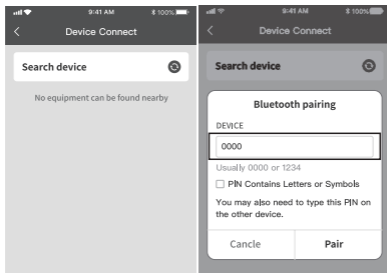 9:41 AM
100%
Device Connect
Search device
No equipment can be found nearby
9:41 AM
100%
Device Connect
Search device
Bluetooth pairing
DEVICE
0000
Usually 0000 or 1234
PIN Contains Letters or Symbols
You may also need to type this PIN on
the other device.
Cancle
Pair